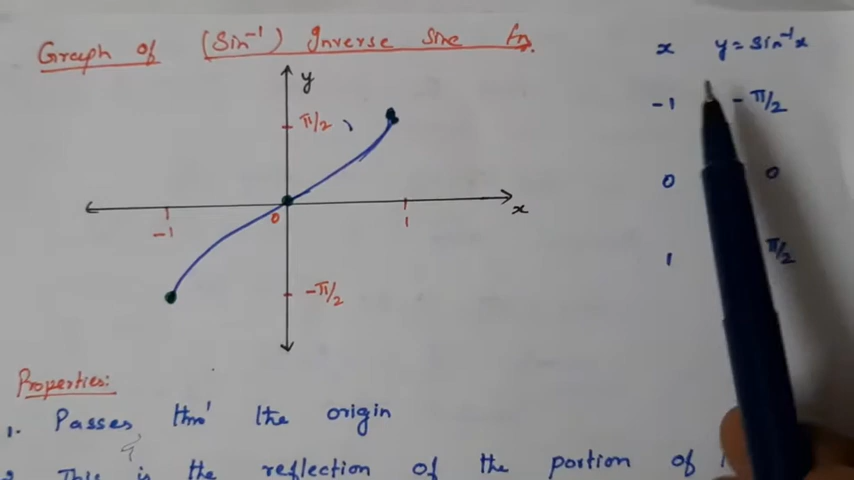 Graph of (Sin⁻¹) Inverse Sine fn.
x y = sin⁻¹x
-1 - π/2
0 0
1 π/2
y
π/2
x
-1 0 1
-π/2
Properties:
1. Passes thro' the origin
2. This is the reflection of the portion of